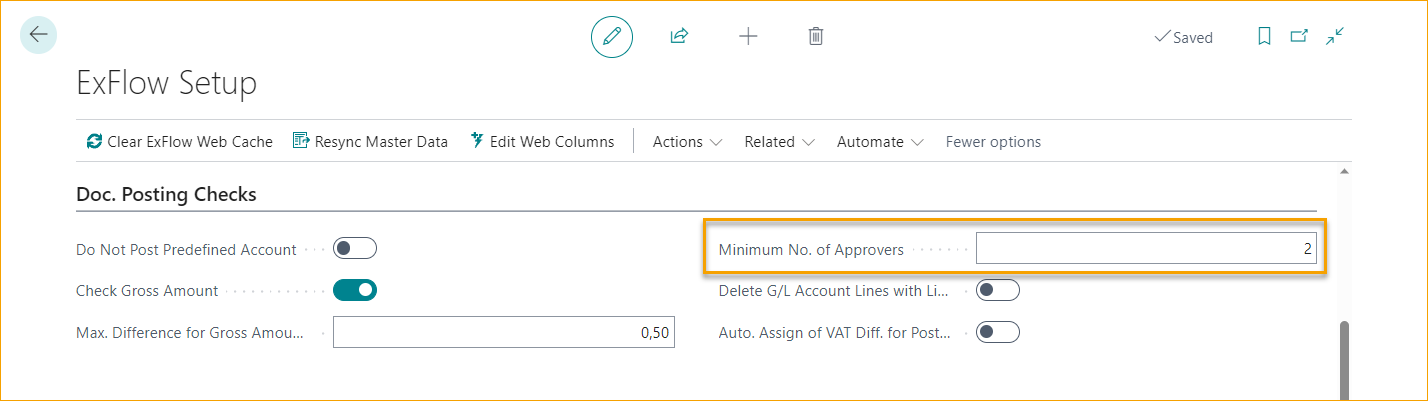 Saved
ExFlow Setup
Clear ExFlow Web Cache Resync Master Data Edit Web Columns Actions Related Automate Fewer options
Doc. Posting Checks
Do Not Post Predefined Account Minimum No. of Approvers 2
Check Gross Amount Delete G/L Account Lines with Li...
Max. Difference for Gross Amou... 0,50 Auto. Assign of VAT Diff. for Post...